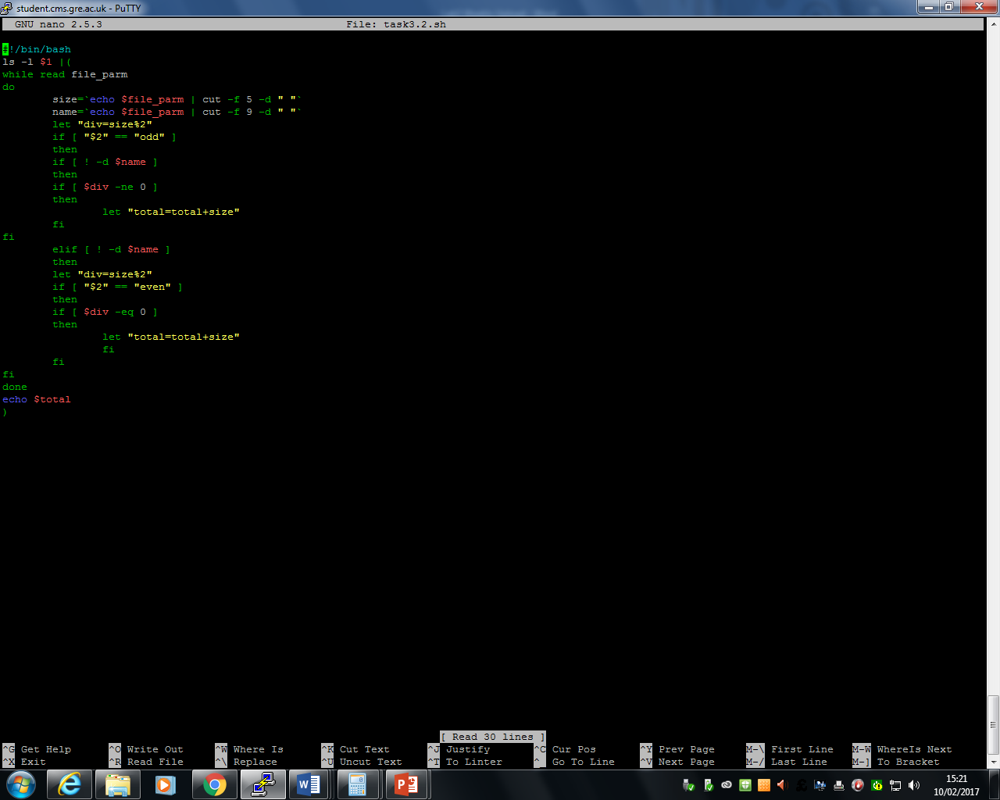 student.cms.gre.ac.uk - PuTTY
GNU nano 2.5.3 File: task3.2.sh
#!/bin/bash
ls -l $1 |(
while read file_parm
do
size=`echo $file_parm | cut -f 5 -d " "`
name=`echo $file_parm | cut -f 9 -d " "`
let "div=size%2"
if [ "$2" == "odd" ]
then
if [ ! -d $name ]
then
if [ $div -ne 0 ]
then
let "total=total+size"
fi
fi
elif [ ! -d $name ]
then
let "div=size%2"
if [ "$2" == "even" ]
then
if [ $div -eq 0 ]
then
let "total=total+size"
fi
fi
fi
done
echo $total
)
[ Read 30 lines ]
^G Get Help ^O Write Out ^W Where Is ^K Cut Text ^J Justify ^C Cur Pos ^Y Prev Page M-\ First Line M-W WhereIs Next
^X Exit ^R Read File ^\ Replace ^U Uncut Text ^T To Linter ^_ Go To Line ^V Next Page M-/ Last Line M-] To Bracket
15:21
10/02/2017